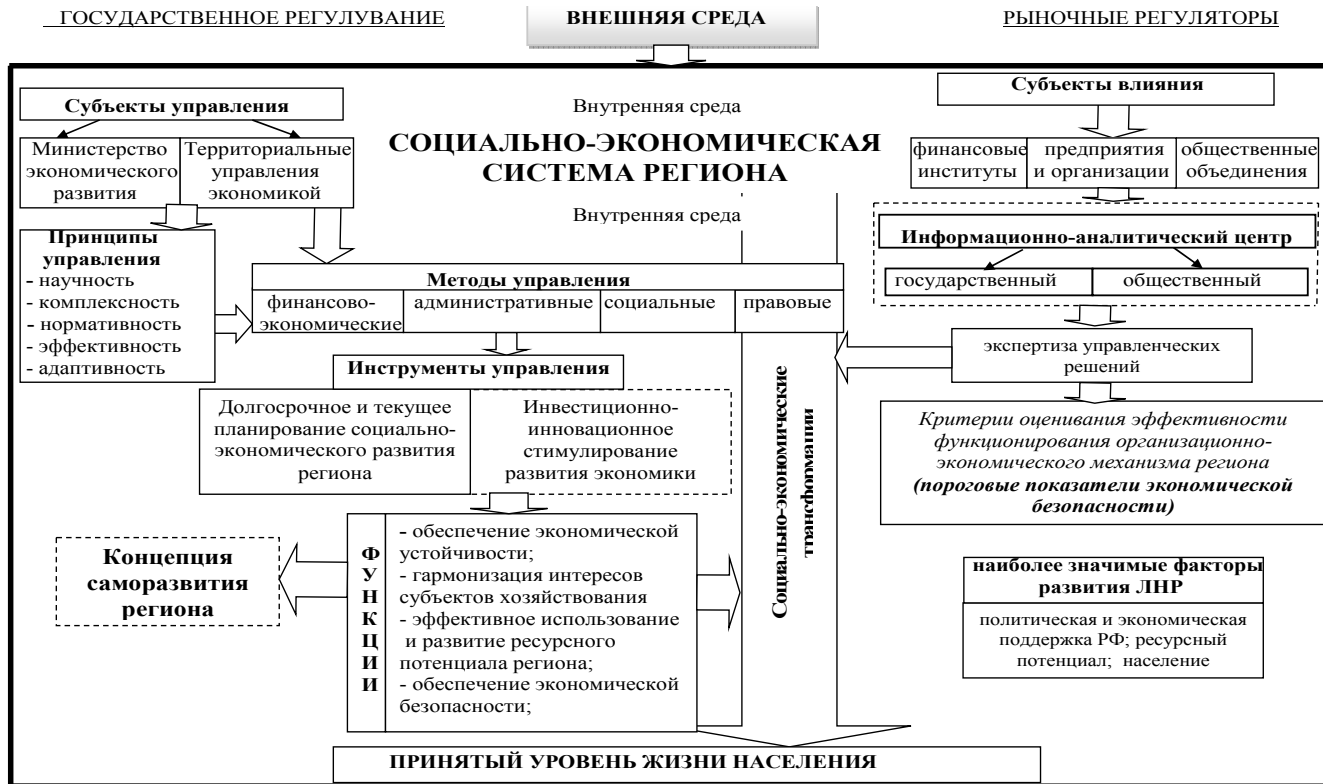 ГОСУДАРСТВЕННОЕ РЕГУЛУВАНИЕ
ВНЕШНЯЯ СРЕДА
РЫНОЧНЫЕ РЕГУЛЯТОРЫ
Субъекты управления
Министерство
экономического
развития
Территориальные
управления
экономикой
Принципы
управления
- научность
- комплексность
- нормативность
- эффективность
- адаптивность
Внутренняя среда
СОЦИАЛЬНО-ЭКОНОМИЧЕСКАЯ
СИСТЕМА РЕГИОНА
Внутренняя среда
Методы управления
финансово-
экономические
административные
социальные
правовые
Инструменты управления
Долгосрочное и текущее
планирование социально-
экономического развития
региона
Инвестиционно-
инновационное
стимулирование
развития экономики
Концепция
саморазвития
региона
Ф
У
Н
К
Ц
И
И
- обеспечение экономической
устойчивости;
- гармонизация интересов
субъектов хозяйствования
- эффективное использование
и развитие ресурсного
потенциала региона;
- обеспечение экономической
безопасности;
Социально-экономические
трансформации
Субъекты влияния
финансовые
институты
предприятия
и организации
общественные
объединения
Информационно-аналитический центр
государственный
общественный
экспертиза управленческих
решений
Критерии оценивания эффективности
функционирования организационно-
экономического механизма региона
(пороговые показатели экономической
безопасности)
наиболее значимые факторы
развития ЛНР
политическая и экономическая
поддержка РФ; ресурсный
потенциал; население
ПРИНЯТЫЙ УРОВЕНЬ ЖИЗНИ НАСЕЛЕНИЯ